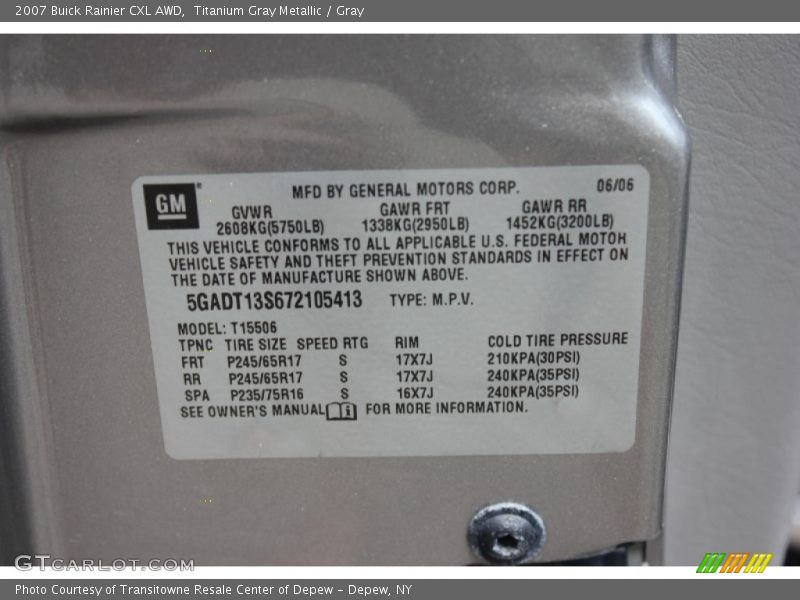 2007 Buick Rainier CXL AWD,  Titanium Gray Metallic / Gray
GM
MFD BY GENERAL MOTORS CORP. 06/06
GVWR GAWR FRT GAWR RR
2608KG(5750LB) 1338KG(2950LB) 1452KG(3200LB)
THIS VEHICLE CONFORMS TO ALL APPLICABLE U.S. FEDERAL MOTOR
VEHICLE SAFETY AND THEFT PREVENTION STANDARDS IN EFFECT ON
THE DATE OF MANUFACTURE SHOWN ABOVE.
5GADT13S672105413 TYPE: M.P.V.
MODEL: T15506
TPNC TIRE SIZE SPEED RTG RIM COLD TIRE PRESSURE
FRT P245/65R17 S 17X7J 210KPA(30PSI)
RR P245/65R17 S 17X7J 240KPA(35PSI)
SPA P235/75R16 S 16X7J 240KPA(35PSI)
SEE OWNER'S MANUAL FOR MORE INFORMATION.
GTCarLot.com
Photo Courtesy of Transitowne Resale Center of Depew – Depew, NY